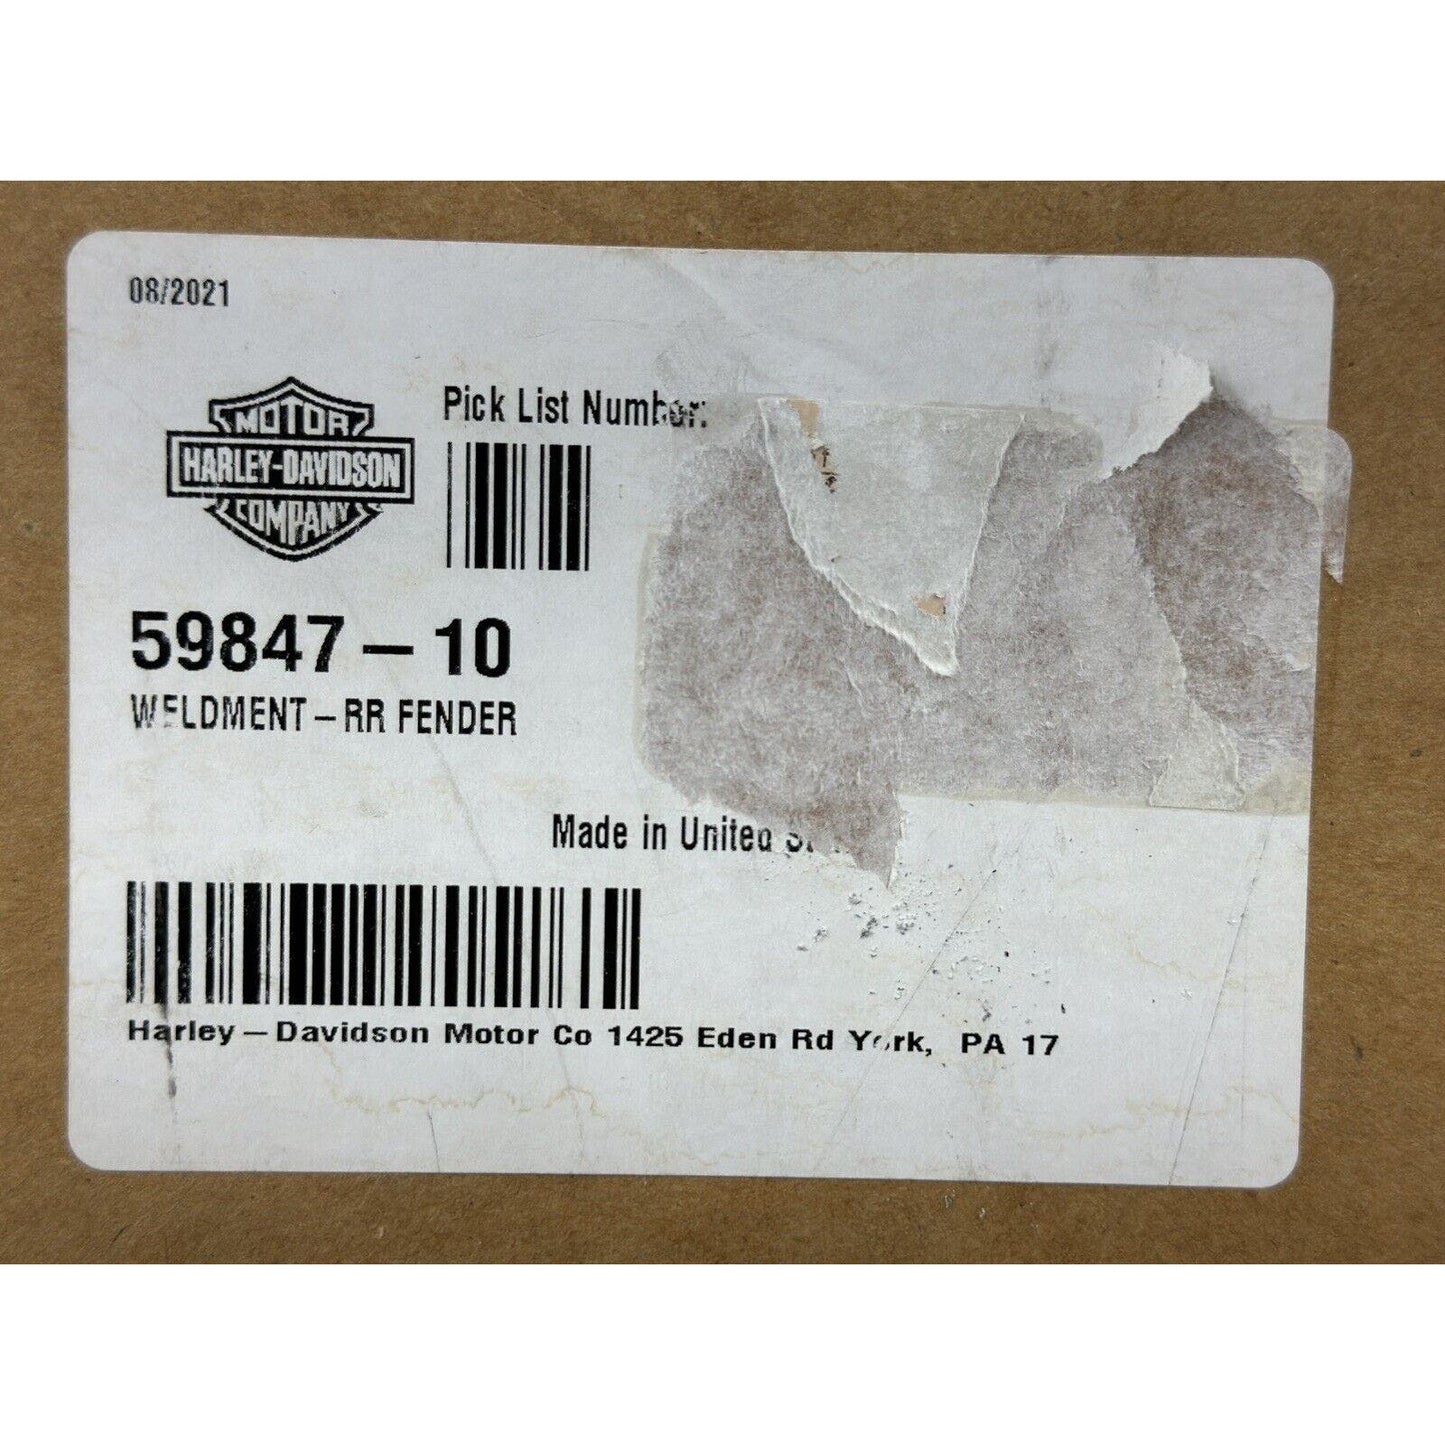 08/2021
MOTOR
HARLEY-DAVIDSON
COMPANY
Pick List Number:
59847-10
WELDMENT-RR FENDER
Made in United
Harley-Davidson Motor Co 1425 Eden Rd York, PA 17